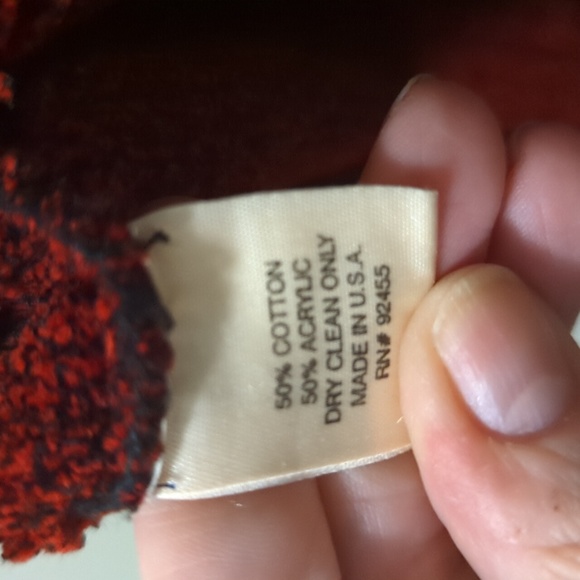 50% COTTON
50% ACRYLIC
DRY CLEAN ONLY
MADE IN U.S.A.
RN# 92455